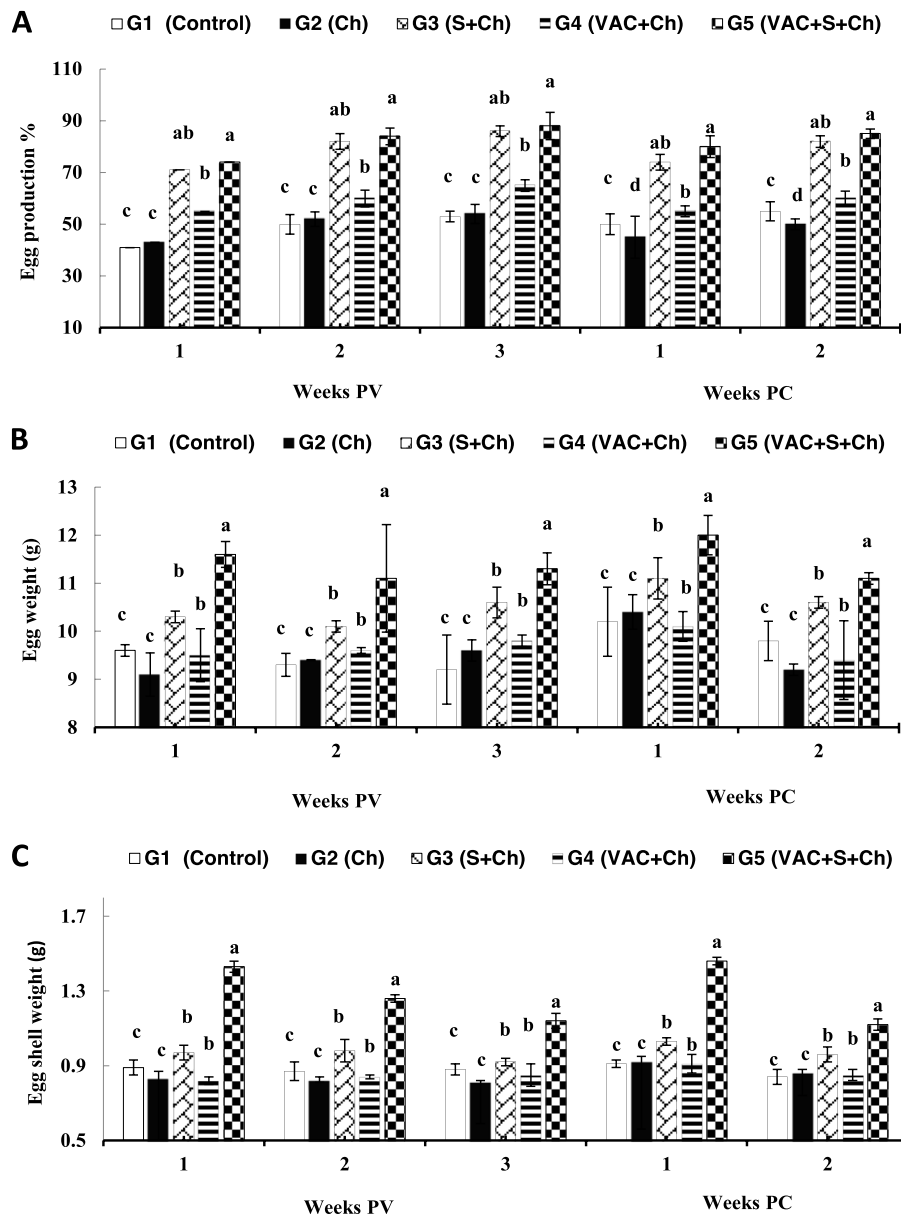 A
G1 (Control) G2 (Ch) G3 (S+Ch) G4 (VAC+Ch) G5 (VAC+S+Ch)
Egg production %
110
90
70
50
30
10
c c ab b a
c c ab b a
c c ab b a
c d ab b a
c d ab b a
1 2 3 1 2
Weeks PV Weeks PC
B
G1 (Control) G2 (Ch) G3 (S+Ch) G4 (VAC+Ch) G5 (VAC+S+Ch)
Egg weight (g)
13
12
11
10
9
8
c c b b a
c c b b a
c c b b a
c c b b a
c c b b a
1 2 3 1 2
Weeks PV Weeks PC
C
G1 (Control) G2 (Ch) G3 (S+Ch) G4 (VAC+Ch) G5 (VAC+S+Ch)
Egg shell weight (g)
1.7
1.3
0.9
0.5
c c b b a
c c b b a
c c b b a
c c b b a
c c b b a
1 2 3 1 2
Weeks PV Weeks PC